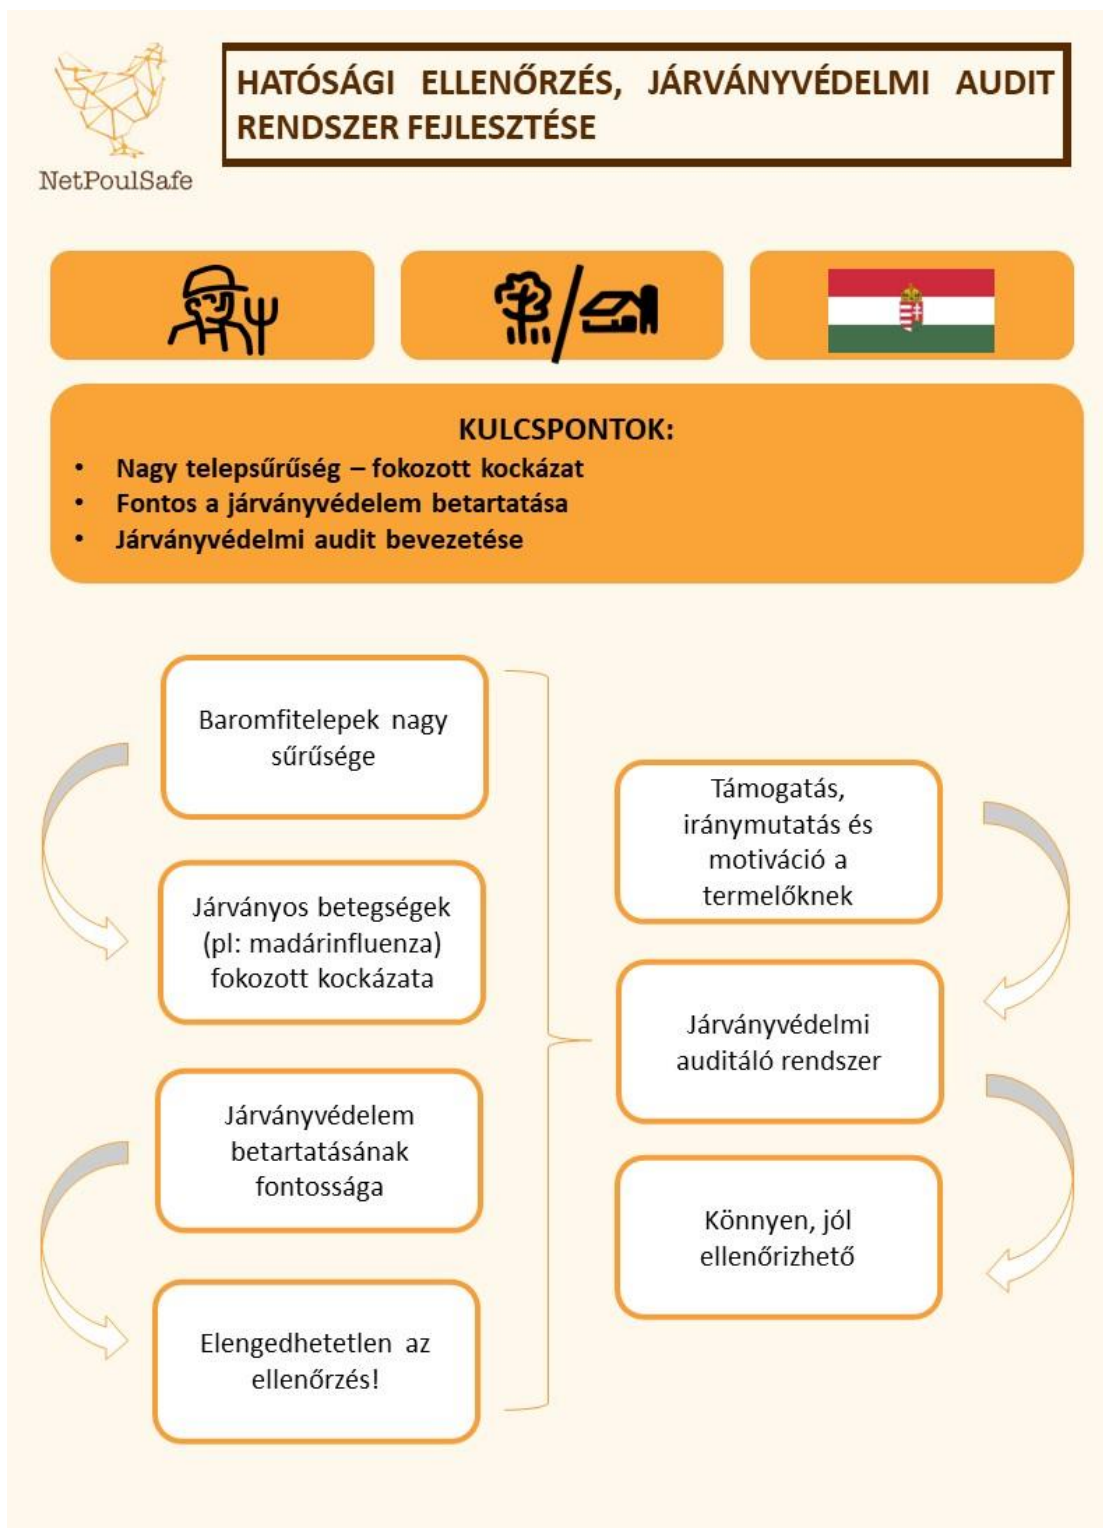 HATÓSÁGI ELLENŐRZÉS, JÁRVÁNYVÉDELMI AUDIT
RENDSZER FEJLESZTÉSE
NetPoulSafe
KULCSPONTOK:
• Nagy telepsűrűség – fokozott kockázat
• Fontos a járványvédelem betartatása
• Járványvédelmi audit bevezetése
Baromfitelepek nagy
sűrűsége
Járványos betegségek
(pl: madárinfluenza)
fokozott kockázata
Járványvédelem
betartatásának
fontossága
Elengedhetetlen az
ellenőrzés!
Támogatás,
iránymutatás és
motiváció a
termelőknek
Járványvédelmi
auditáló rendszer
Könnyen, jól
ellenőrizhető